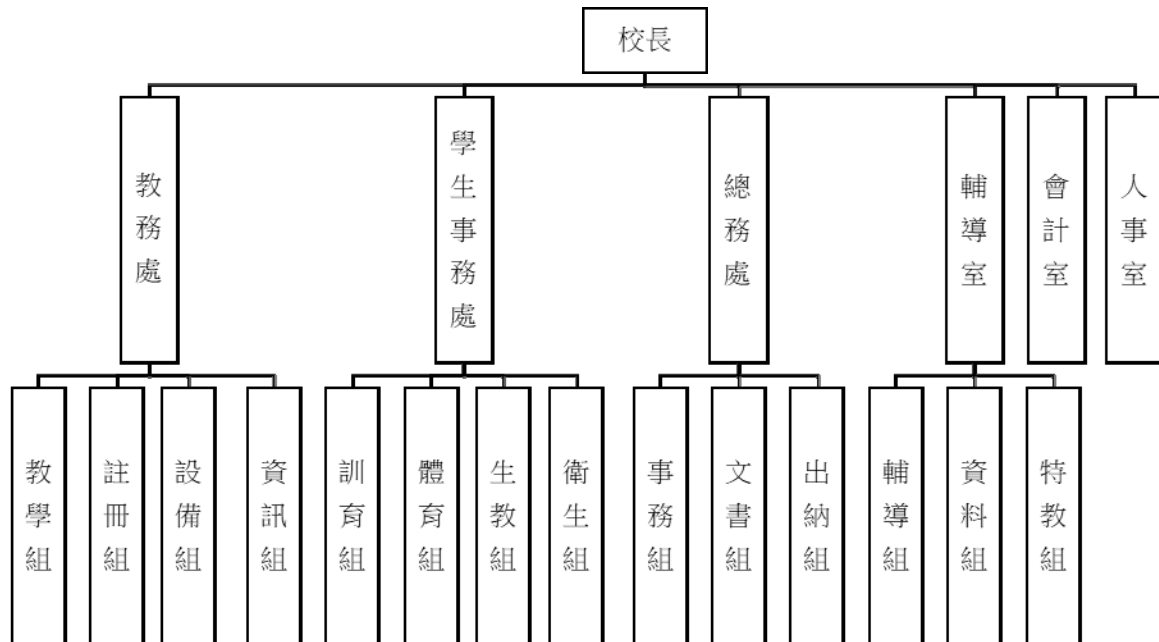 校長
教務處
學生事務處
總務處
輔導室
會計室
人事室
教學組
註冊組
設備組
資訊組
訓育組
體育組
生教組
衛生組
事務組
文書組
出納組
輔導組
資料組
特教組